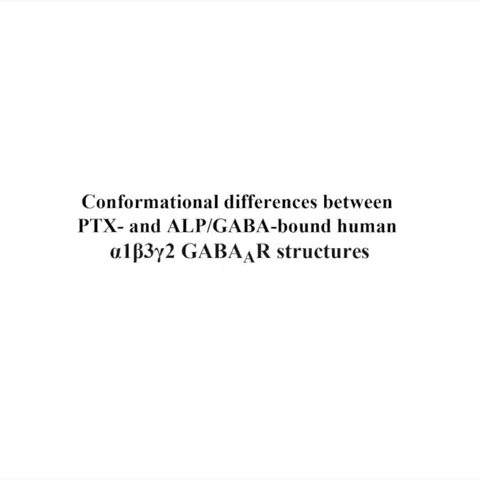 Conformational differences between
PTX- and ALP/GABA-bound human
α1β3γ2 GABAAR structures